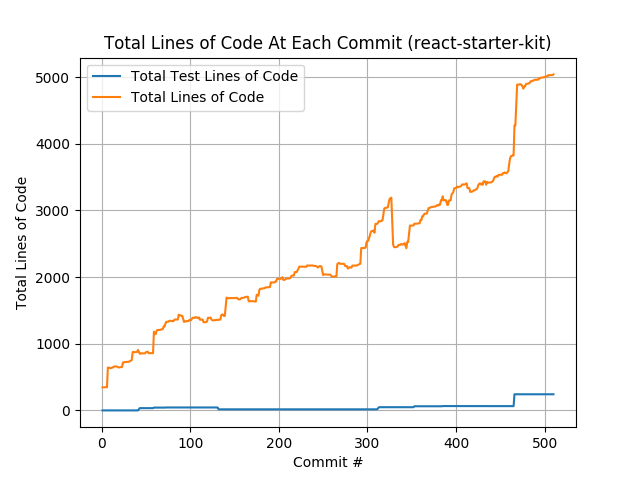 Total Lines of Code At Each Commit (react-starter-kit)
Total Test Lines of Code
Total Lines of Code
Total Lines of Code
5000
4000
3000
2000
1000
0
0 100 200 300 400 500
Commit #